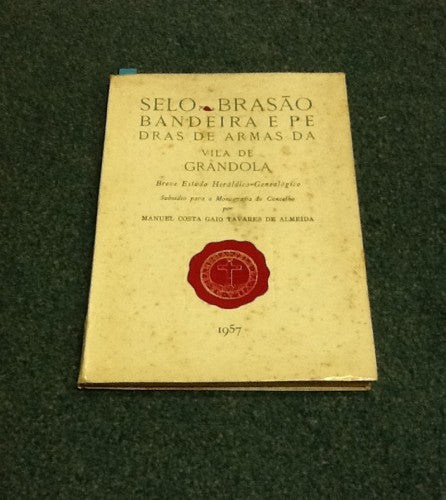 SELO, BRASÃO
BANDEIRA E PE
DRAS DE ARMAS DA
VILA DE
GRÂNDOLA
Breve Estudo Heráldico-Genealógico
Subsídio para a Monografia do Concelho
por
MANUEL COSTA GAIO TAVARES DE ALMEIDA
1957